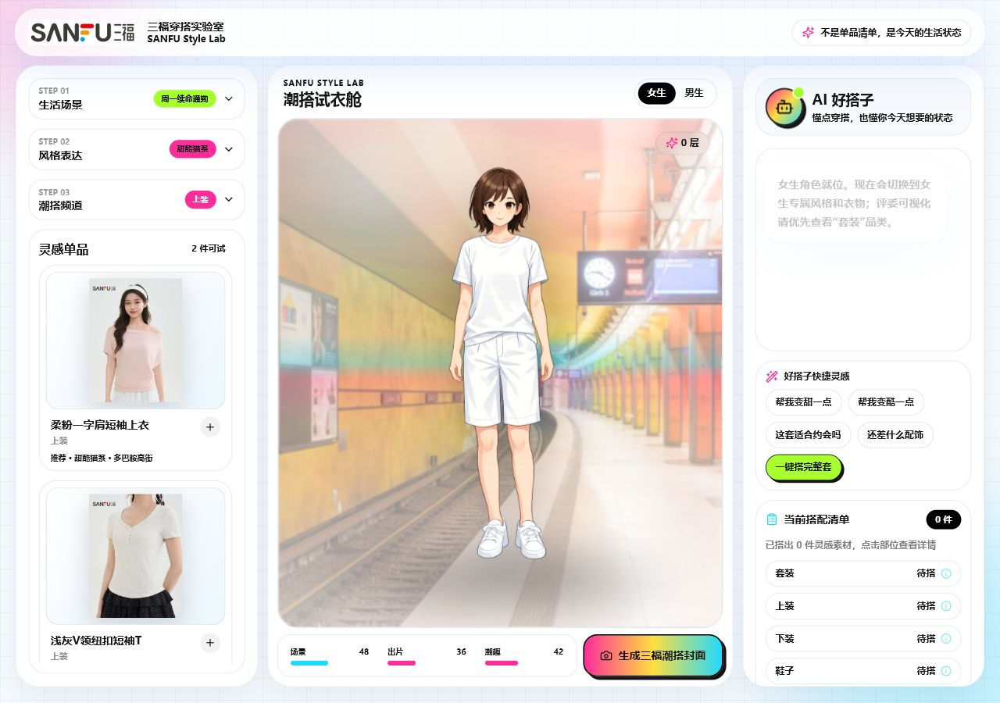 SANFU三福
三福穿搭实验室
SANFU Style Lab
不是单品清单，是今天的生活状态
STEP 01
生活场景
周一续命通勤
STEP 02
风格表达
甜酷猫系
STEP 03
潮搭频道
上装
灵感单品
2 件可试
SANFU三福
柔粉一字肩短袖上衣
上装
推荐 • 甜酷猫系 • 多巴胺高街
SANFU三福
浅灰V领纽扣短袖T
上装
SANFU STYLE LAB
潮搭试衣舱
女生
男生
0 层
Notruf
SOS
Gleis 1
场景
48
出片
36
潮趣
42
生成三福潮搭封面
AI 好搭子
懂点穿搭，也懂你今天想要的状态
女生角色就位。现在会切换到女
生专属风格和衣物；评委可视化
请优先查看“套装”品类。
好搭子快捷灵感
帮我变甜一点
帮我变酷一点
这套适合约会吗
还差什么配饰
一键搭完整套
当前搭配清单
0 件
已搭出 0 件灵感素材，点击部位查看详情
套装
待搭
上装
待搭
下装
待搭
鞋子
待搭